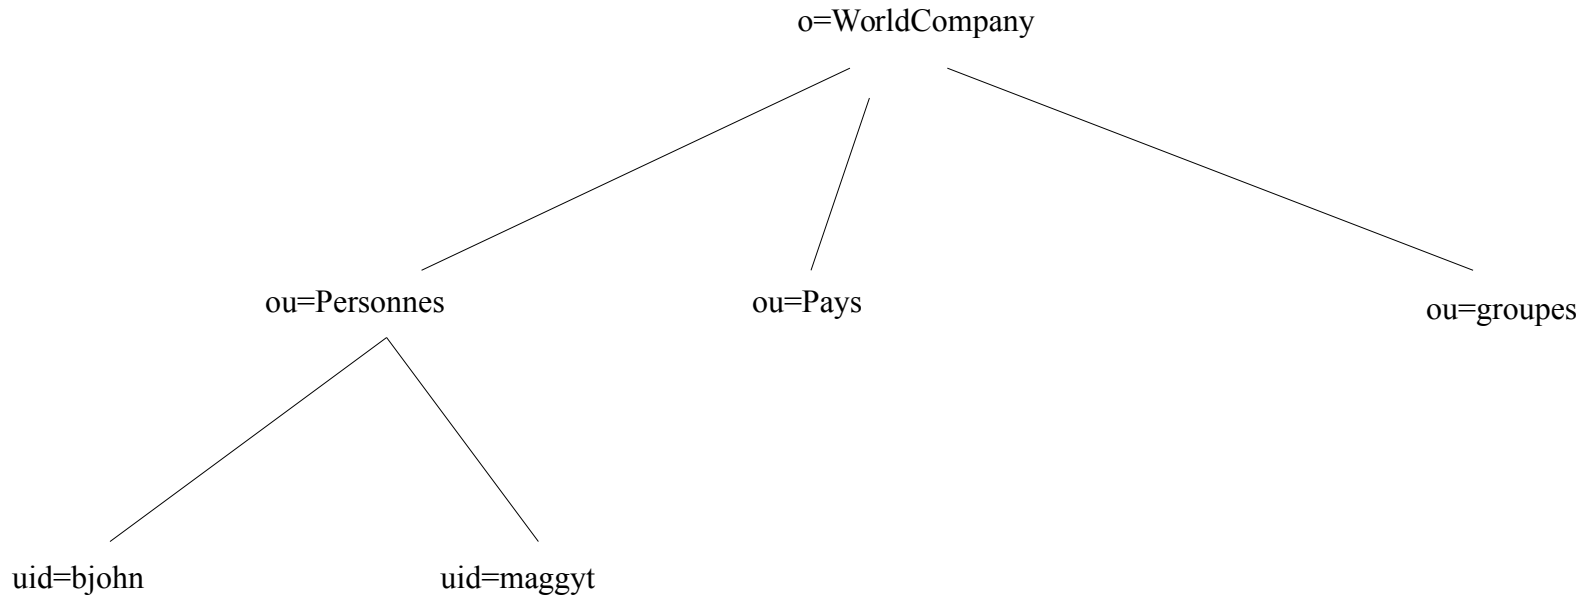 o=WorldCompany
ou=Personnes
ou=Pays
ou=groupes
uid=bjohn
uid=maggyt